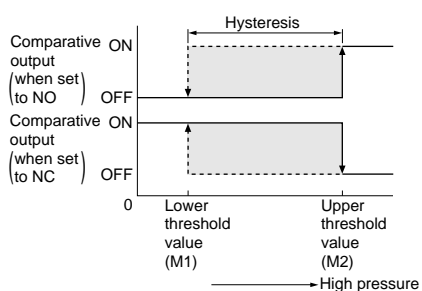 Hysteresis
Comparative
output
(when set
to NO)
ON
OFF
Comparative
output
(when set
to NC)
ON
OFF
0
Lower
threshold
value
(M1)
Upper
threshold
value
(M2)
High pressure